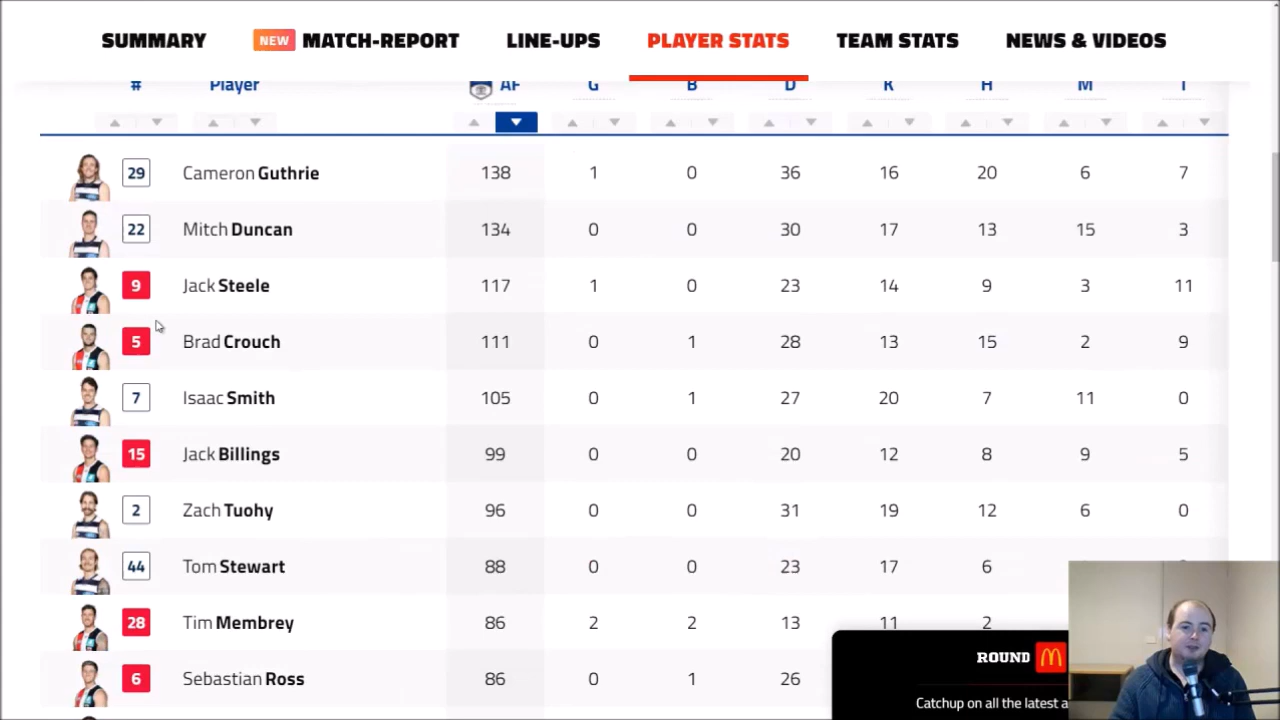 SUMMARY NEW MATCH-REPORT LINE-UPS PLAYER STATS TEAM STATS NEWS & VIDEOS
# Player AF G B D K H M T
29 Cameron Guthrie 138 1 0 36 16 20 6 7
22 Mitch Duncan 134 0 0 30 17 13 15 3
9 Jack Steele 117 1 0 23 14 9 3 11
5 Brad Crouch 111 0 1 28 13 15 2 9
7 Isaac Smith 105 0 1 27 20 7 11 0
15 Jack Billings 99 0 0 20 12 8 9 5
2 Zach Tuohy 96 0 0 31 19 12 6 0
44 Tom Stewart 88 0 0 23 17 6
28 Tim Membrey 86 2 2 13 11 2
6 Sebastian Ross 86 0 1 26
ROUND
Catchup on all the latest a